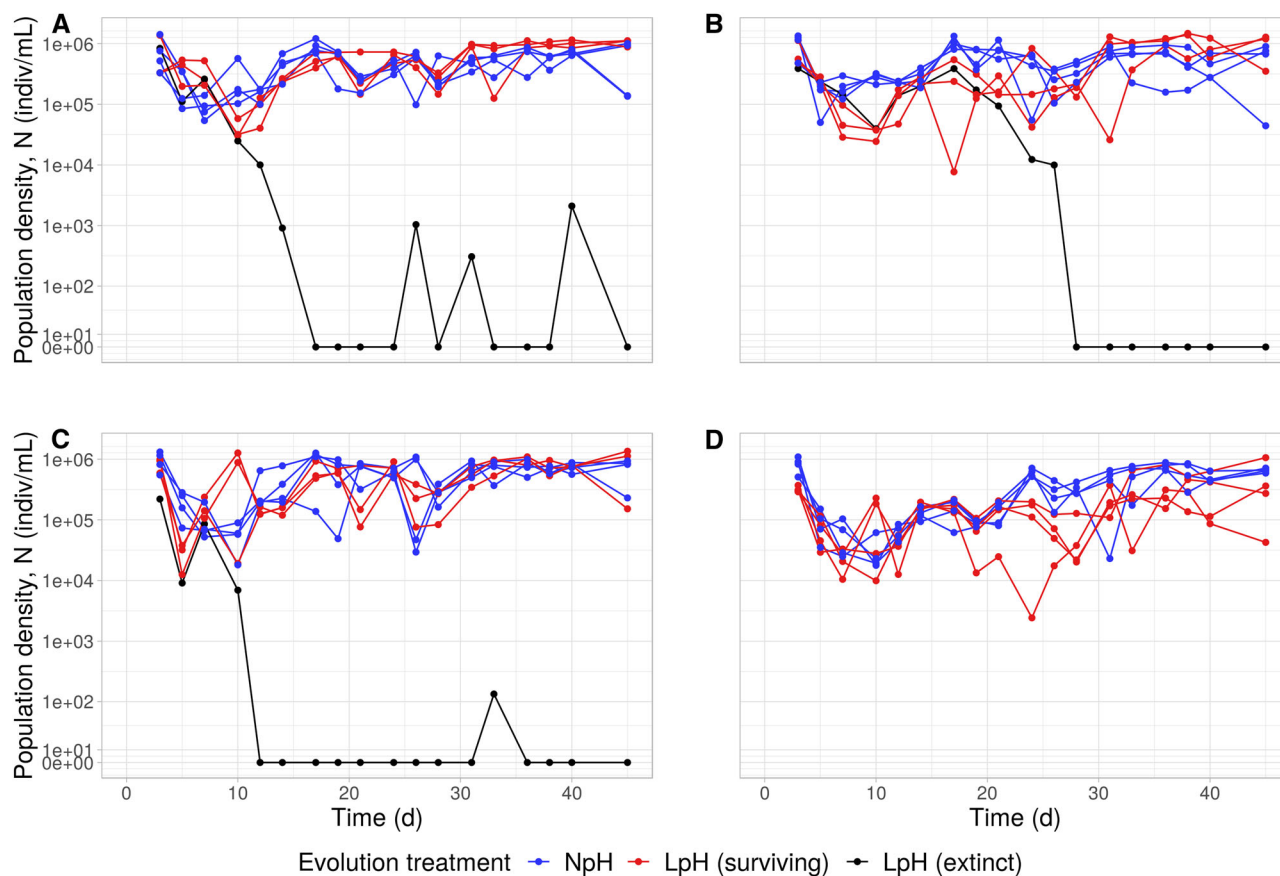 A
B
Population density, N (indiv/mL)
1e+06
1e+05
1e+04
1e+03
1e+02
1e+01
0e+00
C
D
Population density, N (indiv/mL)
1e+06
1e+05
1e+04
1e+03
1e+02
1e+01
0e+00
0 10 20 30 40
0 10 20 30 40
Time (d)
Time (d)
Evolution treatment NpH LpH (surviving) LpH (extinct)